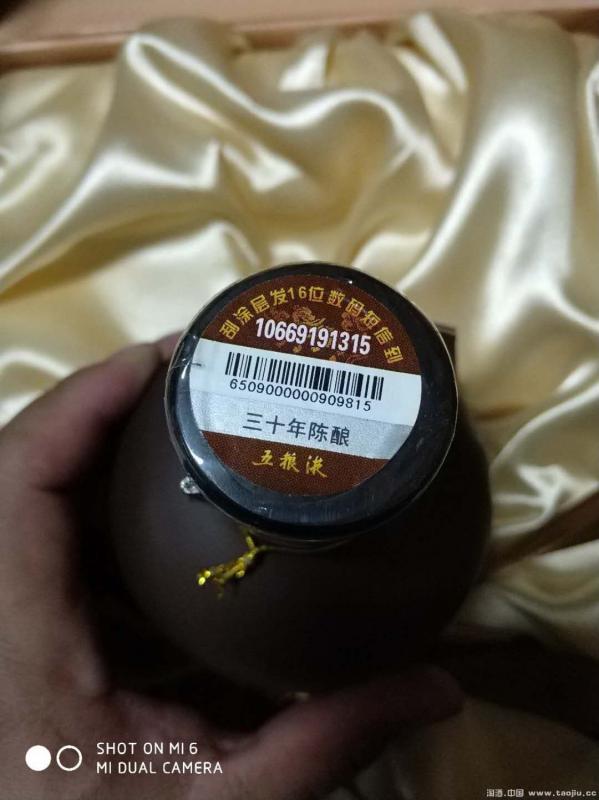 刮涂层发16位数码短信到
10669191315
6509000000909815
三十年陈酿
五粮液
SHOT ON MI 6
MI DUAL CAMERA
淘酒.中国 www.taojiu.cc